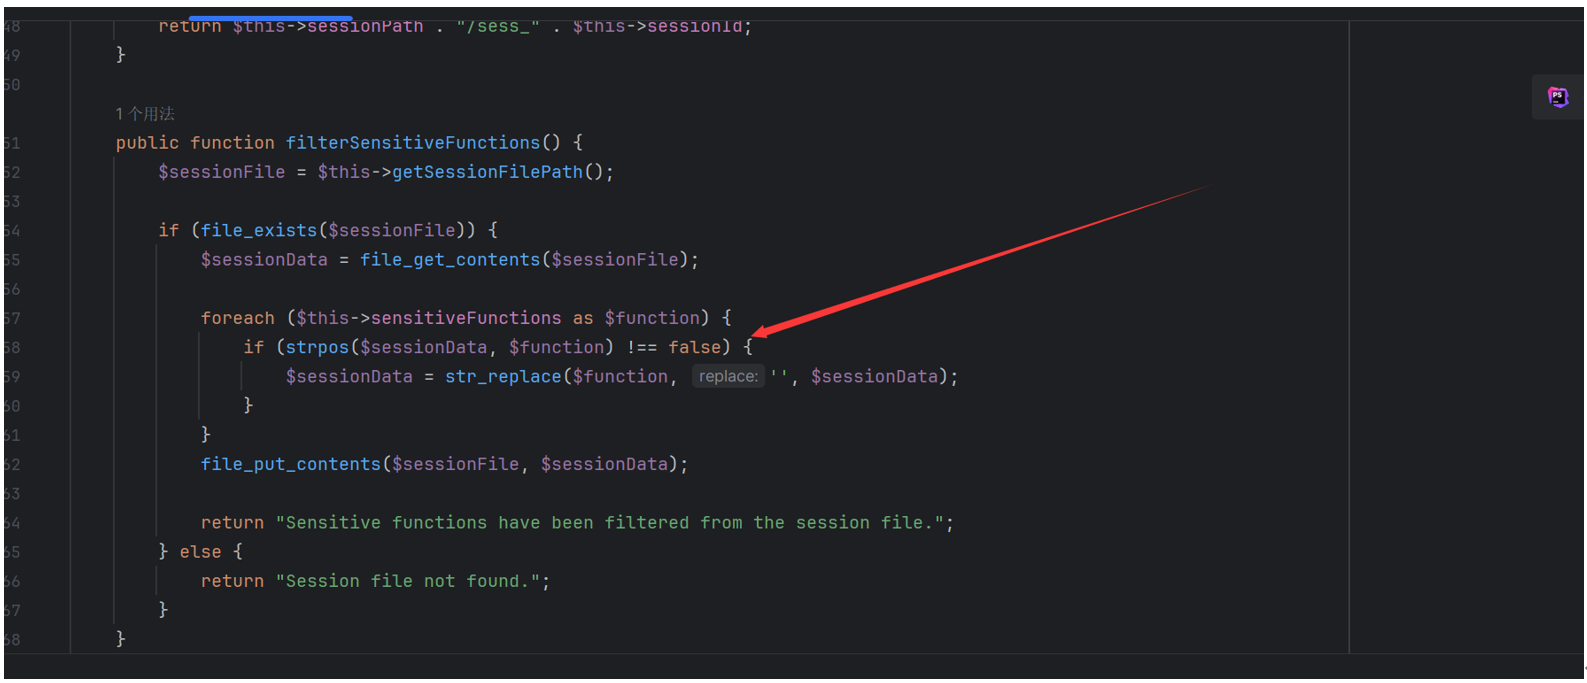 48 return $this->sessionPath . "/sess_" . $this->sessionId;
49 }
50
1 个用法
51 public function filterSensitiveFunctions() {
52 $sessionFile = $this->getSessionFilePath();
53
54 if (file_exists($sessionFile)) {
55 $sessionData = file_get_contents($sessionFile);
56
57 foreach ($this->sensitiveFunctions as $function) {
58 if (strpos($sessionData, $function) !== false) {
59 $sessionData = str_replace($function, replace: '', $sessionData);
60 }
61 }
62 file_put_contents($sessionFile, $sessionData);
63
64 return "Sensitive functions have been filtered from the session file.";
65 } else {
66 return "Session file not found.";
67 }
68 }
PS